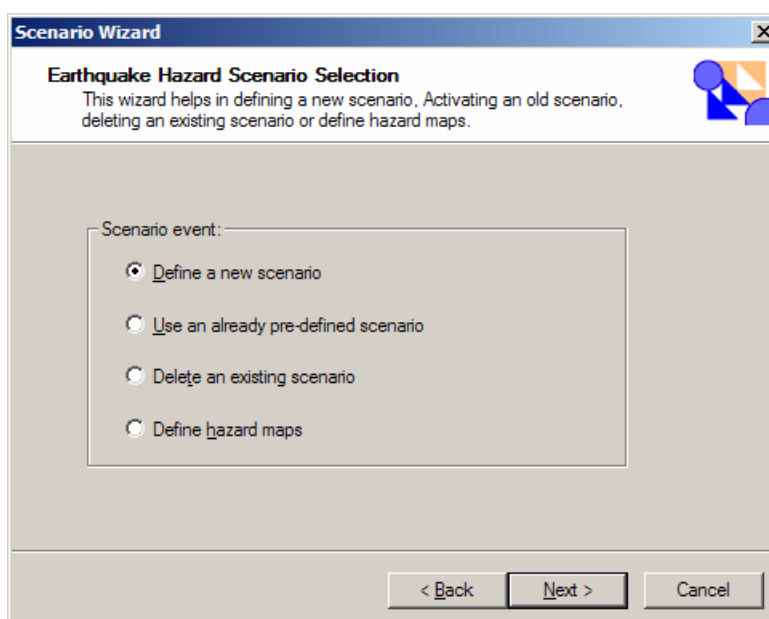 Scenario Wizard
Earthquake Hazard Scenario Selection
This wizard helps in defining a new scenario, Activating an old scenario,
deleting an existing scenario or define hazard maps.
Scenario event:
Define a new scenario
Use an already pre-defined scenario
Delete an existing scenario
Define hazard maps
< Back Next > Cancel